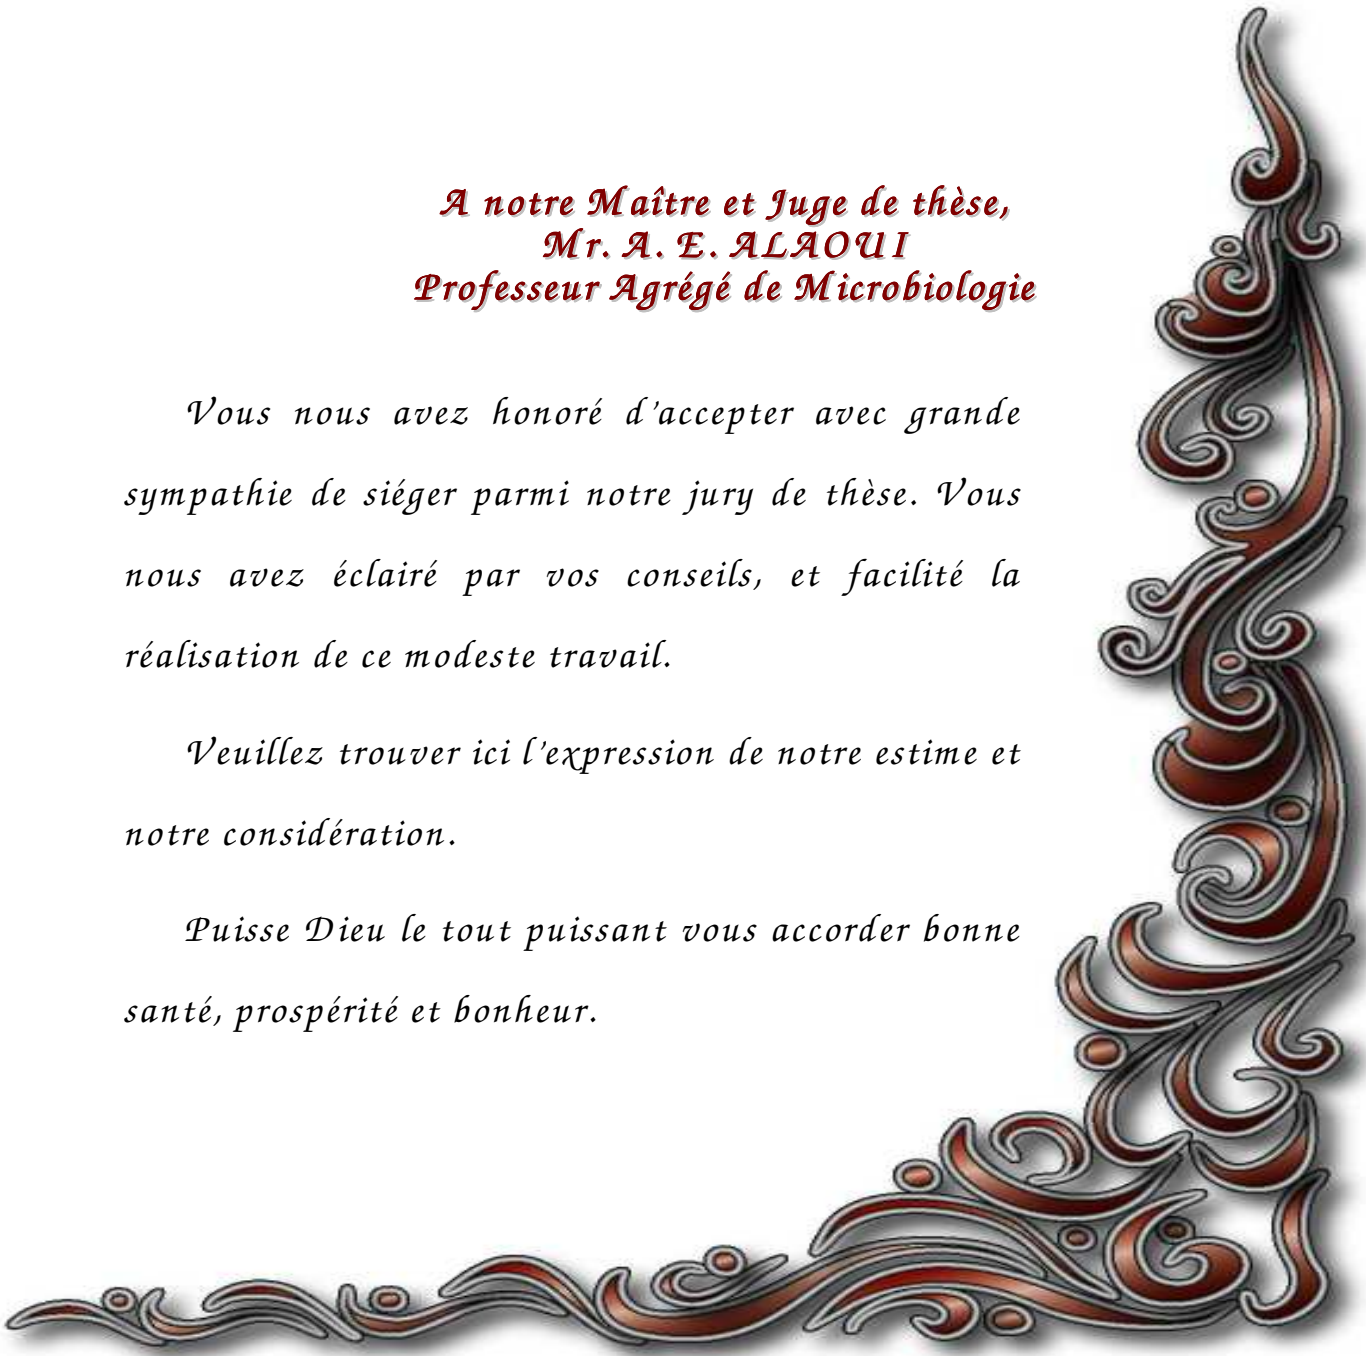 A notre Maître et Juge de thèse,
Mr. A. E. ALAOUI
Professeur Agrégé de Microbiologie
Vous nous avez honoré d'accepter avec grande
sympathie de siéger parmi notre jury de thèse. Vous
nous avez éclairé par vos conseils, et facilité la
réalisation de ce modeste travail.
Veuillez trouver ici l'expression de notre estime et
notre considération.
Puisse Dieu le tout puissant vous accorder bonne
santé, prospérité et bonheur.